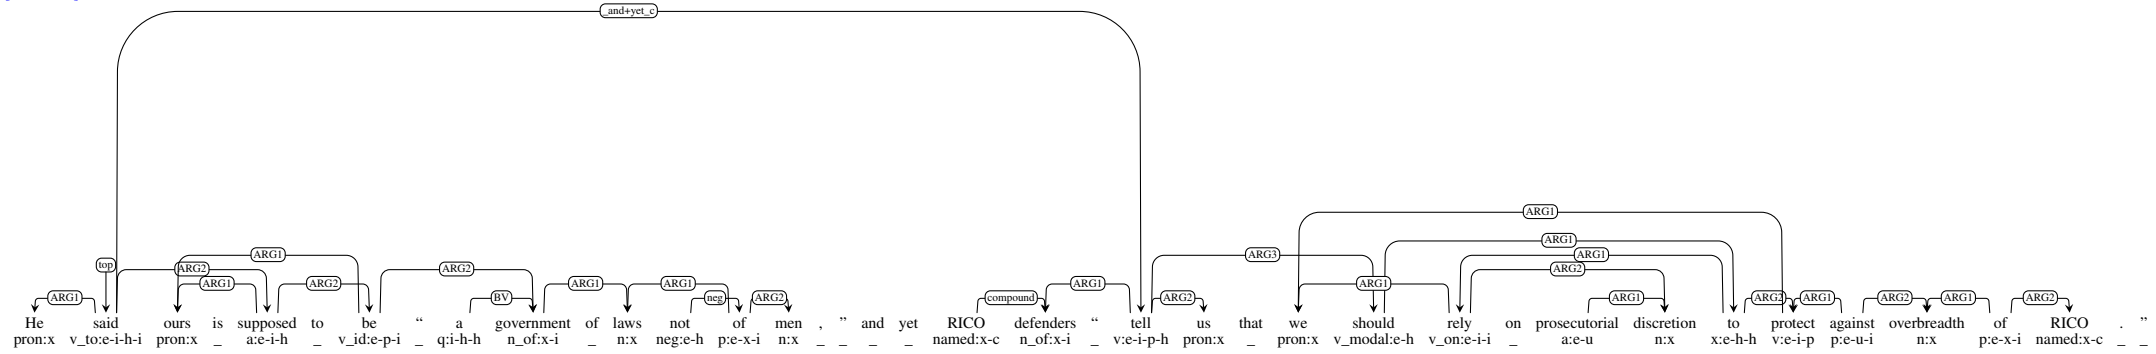 _and+yet_c
ARG1
ARG1
ARG1
ARG3
ARG1
top
ARG2
ARG2
ARG2
ARG1
ARG2
ARG1
ARG1
ARG1
ARG1
BV
neg
ARG2
compound
ARG2
ARG1
ARG2
ARG1
ARG2
ARG1
ARG2
He said ours is supposed to be “ a government of laws not of men , ” and yet RICO defenders “ tell us that we should rely on prosecutorial discretion to protect against overbreadth of RICO . ”
pron:x v_to:e-i-h-i pron:x _ a:e-i-h _ v_id:e-p-i _ q:i-h-h n_of:x-i _ n:x neg:e-h p:e-x-i n:x _ _ _ _ named:x-c n_of:x-i _ v:e-i-p-h pron:x _ pron:x v_modal:e-h v_on:e-i-i _ a:e-u n:x x:e-h-h v:e-i-p p:e-u-i n:x p:e-x-i named:x-c _ _